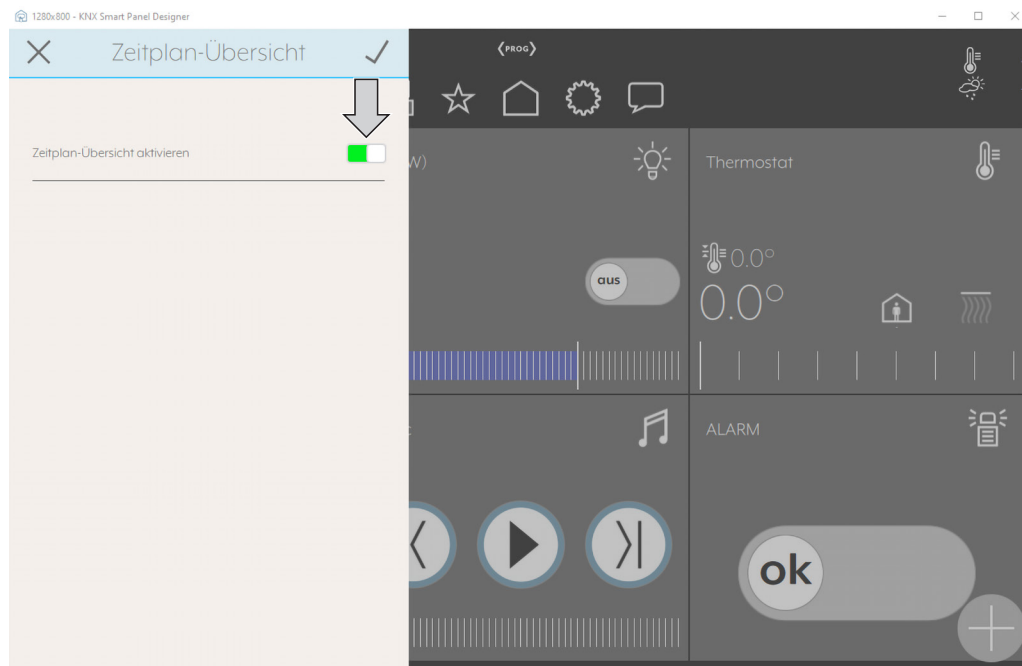 1280x800 - KNX Smart Panel Designer
Zeitplan-Übersicht
PROG
Zeitplan-Übersicht aktivieren
W)
Thermostat
0.0°
aus
0.0°
ALARM
ok